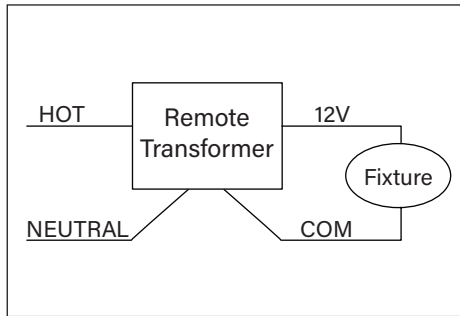 HOT
Remote
Transformer
12V
Fixture
NEUTRAL
COM